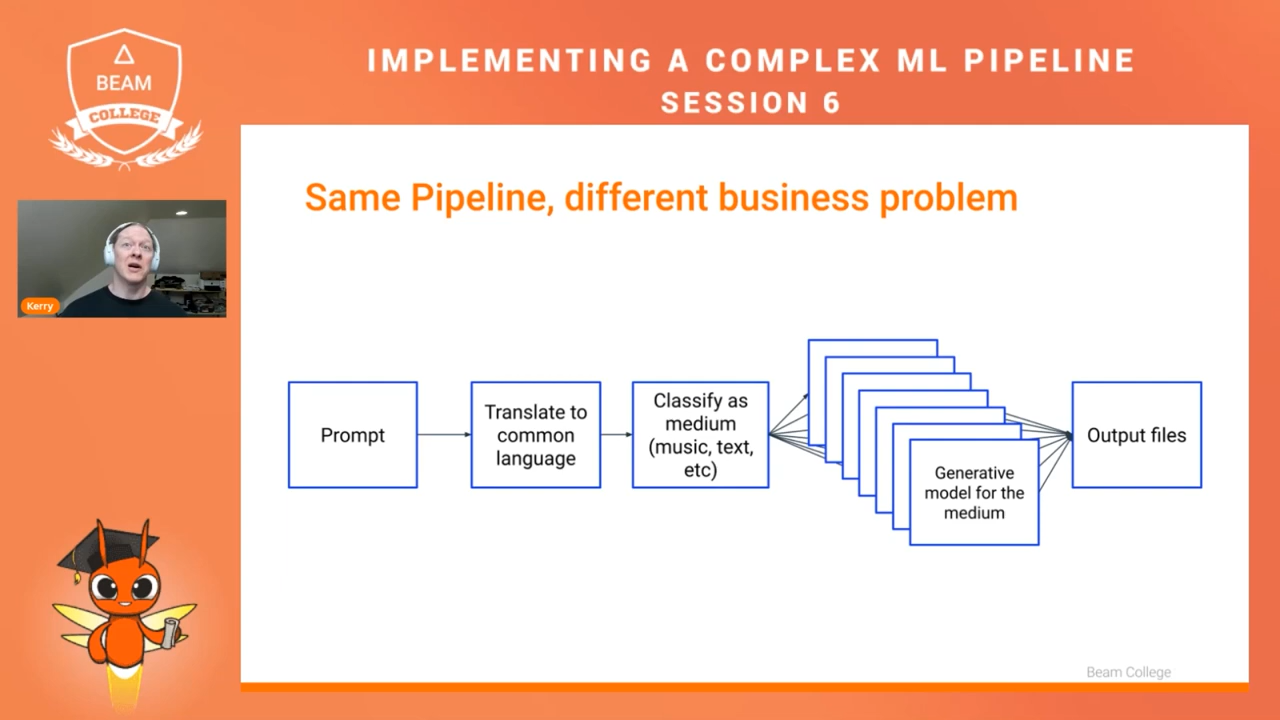 BEAM
COLLEGE
IMPLEMENTING A COMPLEX ML PIPELINE
SESSION 6
Kerry
Same Pipeline, different business problem
Prompt
Translate to
common
language
Classify as
medium
(music, text,
etc)
Generative
model for the
medium
Output files
Beam College